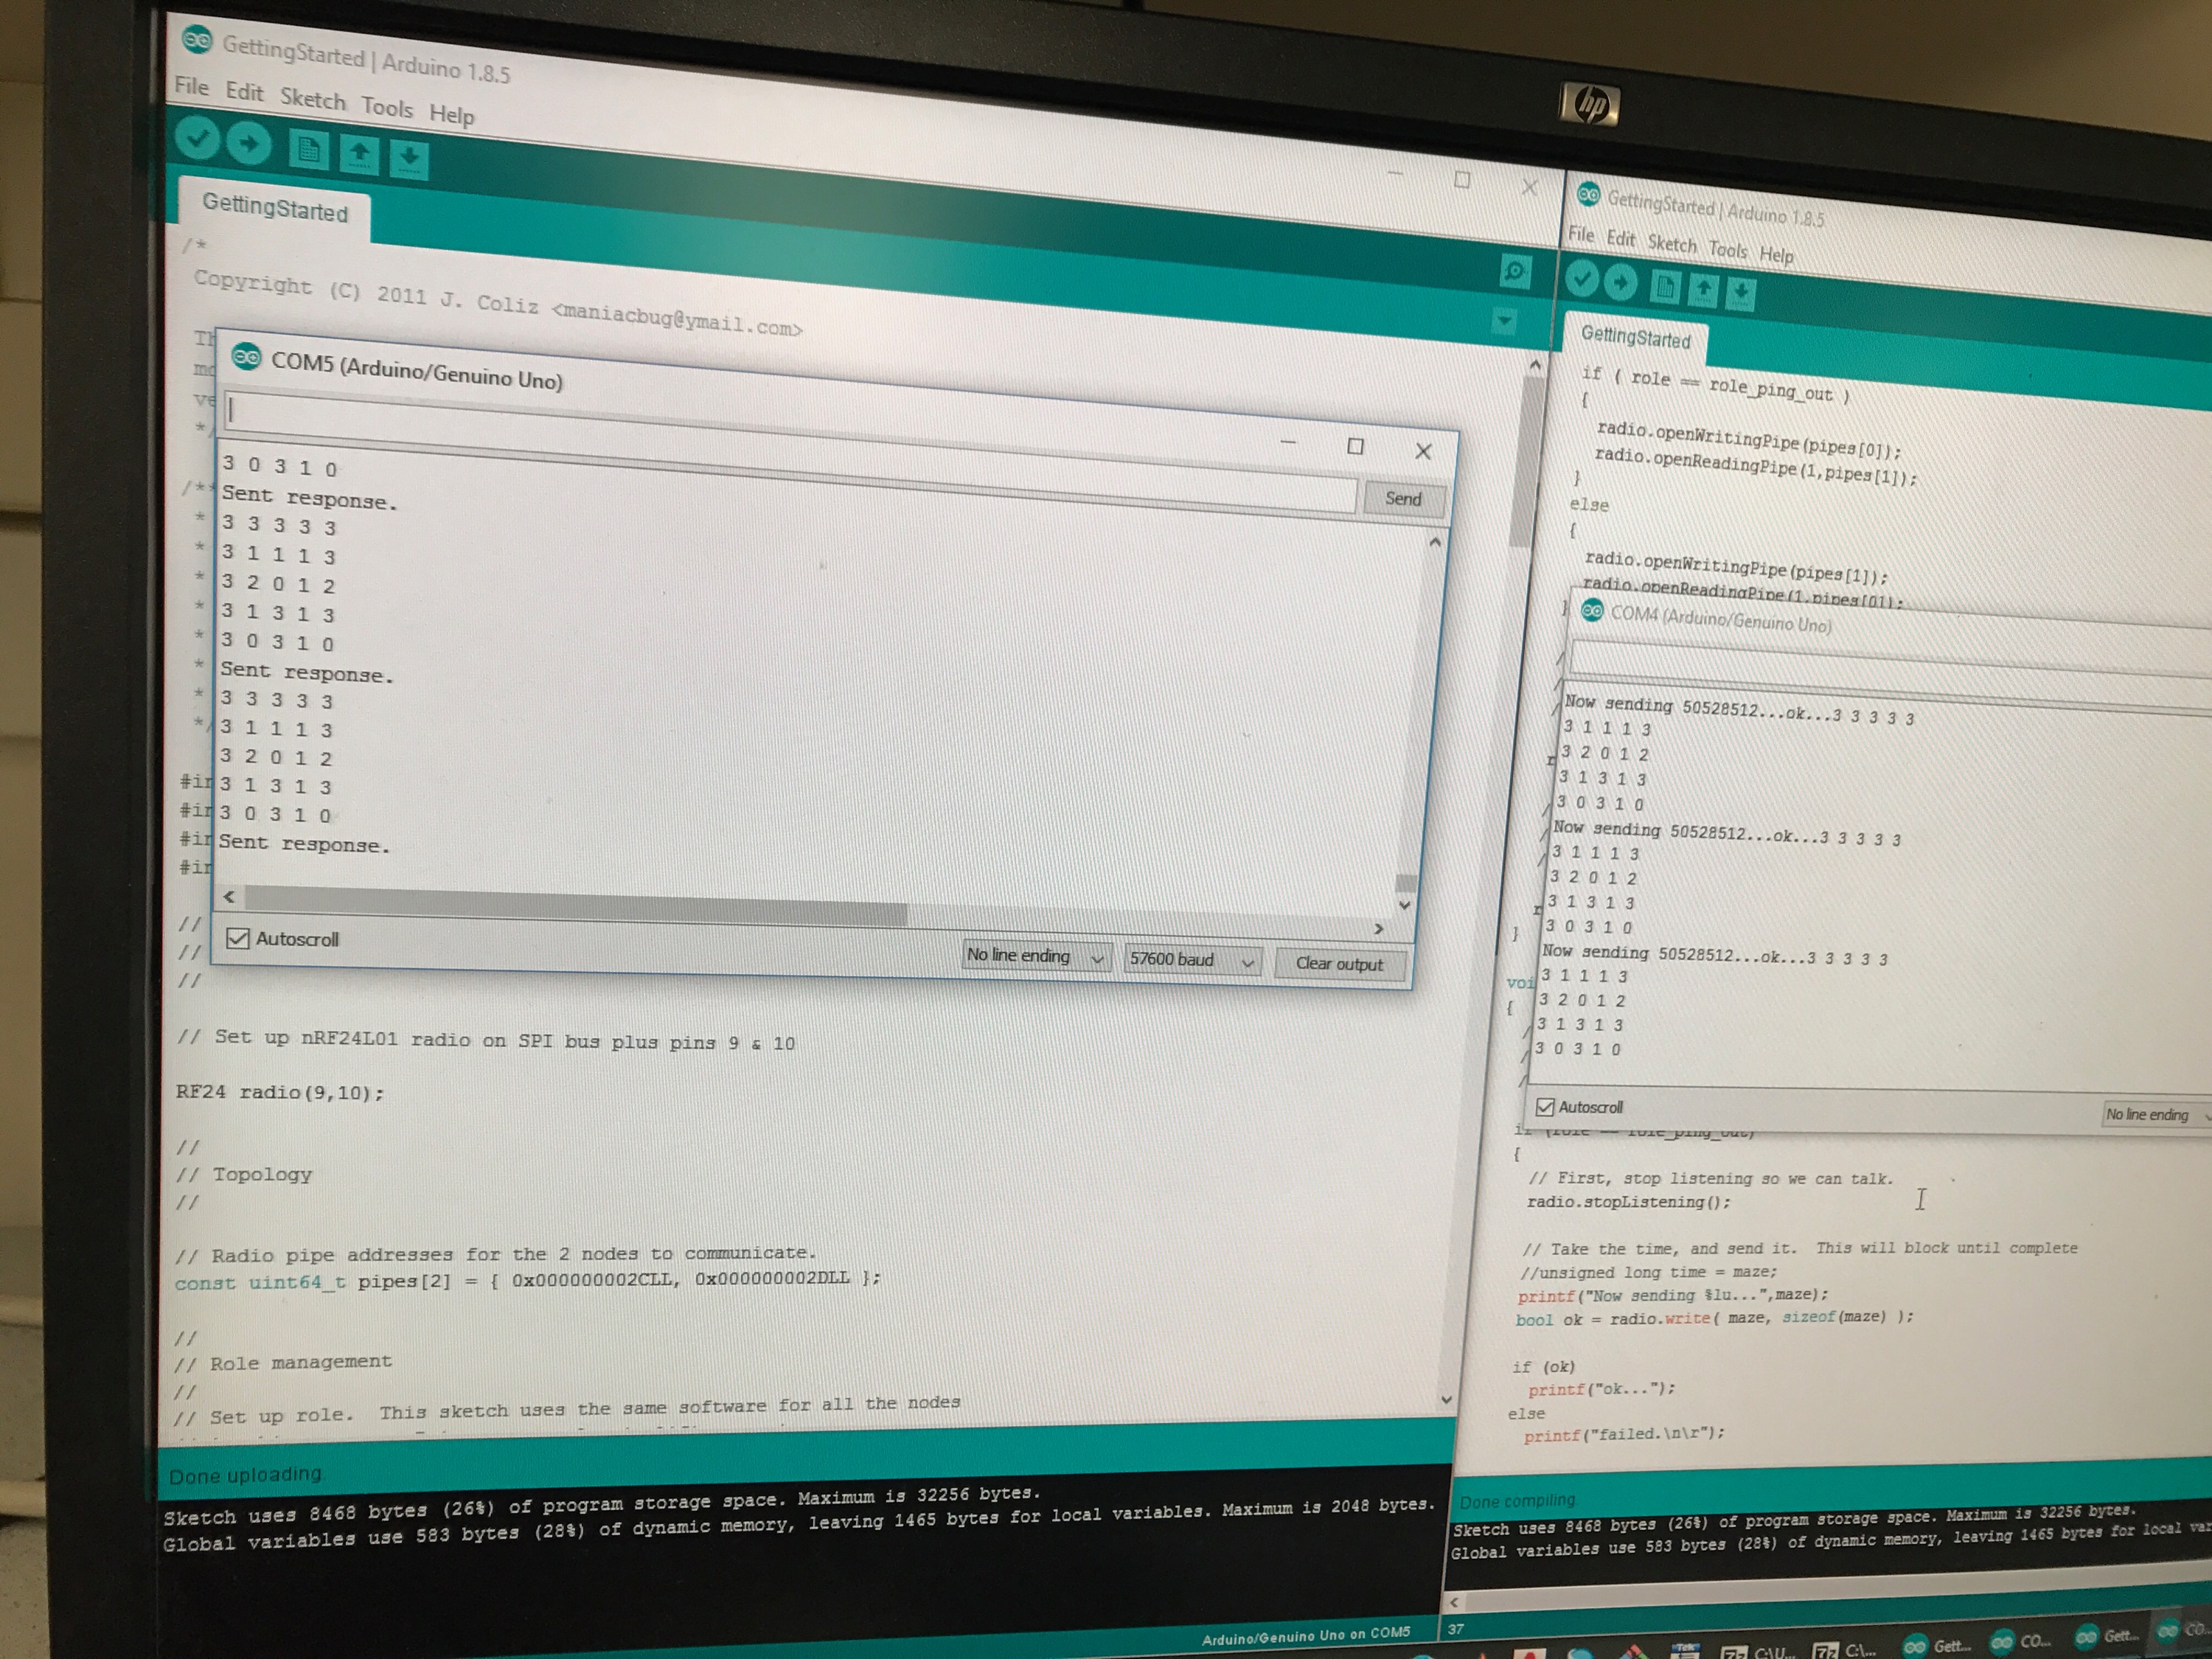 GettingStarted | Arduino 1.8.5
File Edit Sketch Tools Help
GettingStarted
/*
Copyright (C) 2011 J. Coliz <maniacbug@ymail.com>
COM5 (Arduino/Genuino Uno)
Send
3 0 3 1 0
Sent response.
3 3 3 3 3
3 1 1 1 3
3 2 0 1 2
3 1 3 1 3
3 0 3 1 0
Sent response.
3 3 3 3 3
3 1 1 1 3
3 2 0 1 2
3 1 3 1 3
3 0 3 1 0
Sent response.
Autoscroll
No line ending
57600 baud
Clear output
//
//
//
// Set up nRF24L01 radio on SPI bus plus pins 9 & 10
RF24 radio(9,10);
//
// Topology
//
// Radio pipe addresses for the 2 nodes to communicate.
const uint64_t pipes[2] = { 0x000000002CLL, 0x000000002DLL };
//
// Role management
//
// Set up role.  This sketch uses the same software for all the nodes
Done uploading.
Sketch uses 8468 bytes (26%) of program storage space. Maximum is 32256 bytes.
Global variables use 583 bytes (28%) of dynamic memory, leaving 1465 bytes for local variables. Maximum is 2048 bytes.
Arduino/Genuino Uno on COM5
hp
GettingStarted | Arduino 1.8.5
File Edit Sketch Tools Help
GettingStarted
if ( role == role_ping_out )
{
radio.openWritingPipe(pipes[0]);
radio.openReadingPipe(1,pipes[1]);
}
else
{
radio.openWritingPipe(pipes[1]);
radio.openReadingPipe(1,pipes[0]);
COM4 (Arduino/Genuino Uno)
Now sending 50528512...ok...3 3 3 3 3
3 1 1 1 3
3 2 0 1 2
3 1 3 1 3
3 0 3 1 0
Now sending 50528512...ok...3 3 3 3 3
3 1 1 1 3
3 2 0 1 2
3 1 3 1 3
3 0 3 1 0
Now sending 50528512...ok...3 3 3 3 3
3 1 1 1 3
3 2 0 1 2
3 1 3 1 3
3 0 3 1 0
Autoscroll
No line ending
if (role == role_ping_out)
{
// First, stop listening so we can talk.
radio.stopListening();
// Take the time, and send it.  This will block until complete
//unsigned long time = maze;
printf("Now sending %lu...",maze);
bool ok = radio.write( maze, sizeof(maze) );
if (ok)
printf("ok...");
else
printf("failed.\n\r");
Done compiling.
Sketch uses 8468 bytes (26%) of program storage space. Maximum is 32256 bytes.
Global variables use 583 bytes (28%) of dynamic memory, leaving 1465 bytes for local var
37
Tek
7z C:\U...
7z C:\...
Gett...
CO...
Gett...
CO...